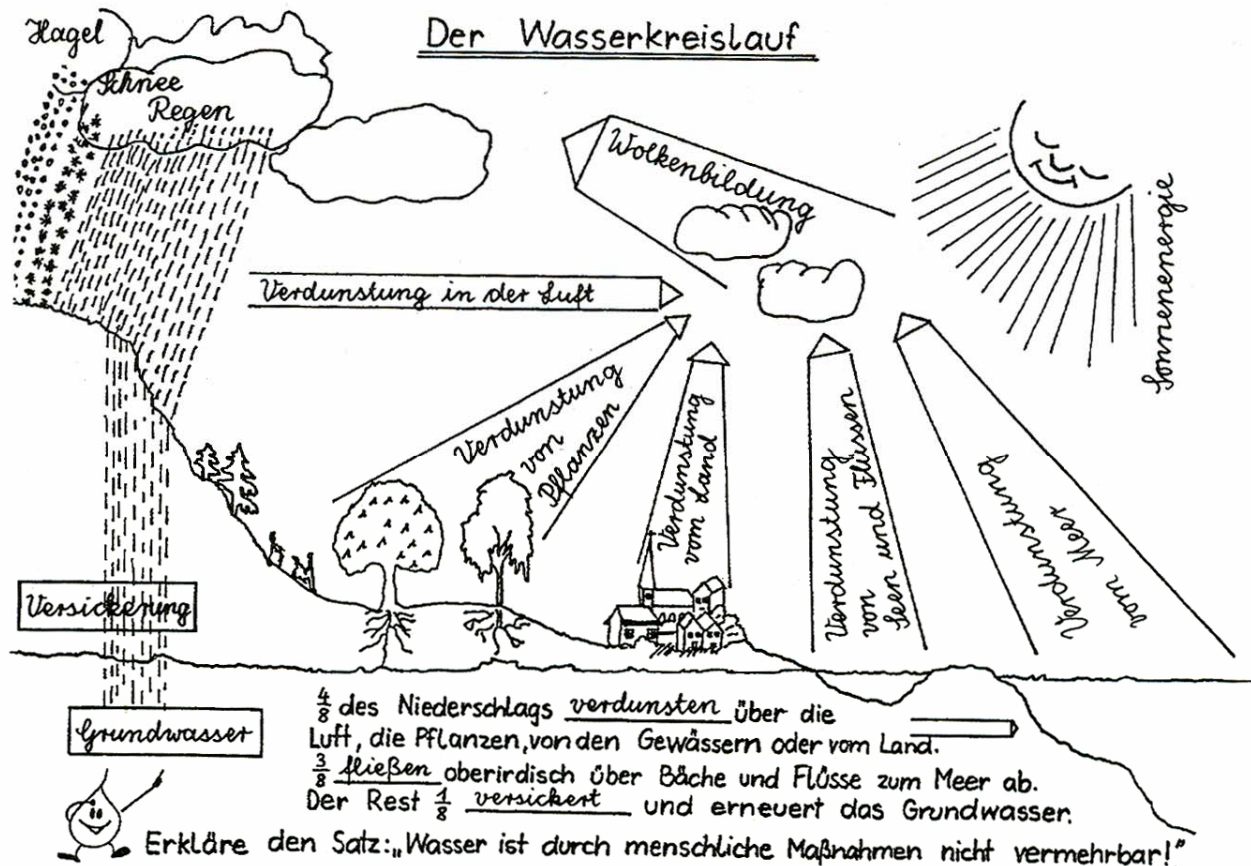 Der Wasserkreislauf
Hagel
Schnee
Regen
Wolkenbildung
Sonnenenergie
Verdunstung in der Luft
Verdunstung
von
Pflanzen
Verdunstung
vom Land
Verdunstung
von
Seen und Flüssen
Verdunstung
vom Meer
Versickerung
Grundwasser
4/8 des Niederschlags verdunsten über die
Luft, die Pflanzen, von den Gewässern oder vom Land.
3/8 fließen oberirdisch über Bäche und Flüsse zum Meer ab.
Der Rest 1/8 versickert und erneuert das Grundwasser.
Erkläre den Satz: „Wasser ist durch menschliche Maßnahmen nicht vermehrbar!"